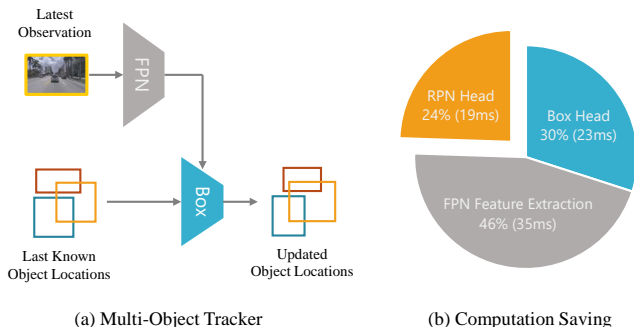 Latest
Observation
FPN
Box
Last Known
Object Locations
Updated
Object Locations
(a) Multi-Object Tracker
RPN Head
24% (19ms)
Box Head
30% (23ms)
FPN Feature Extraction
46% (35ms)
(b) Computation Saving